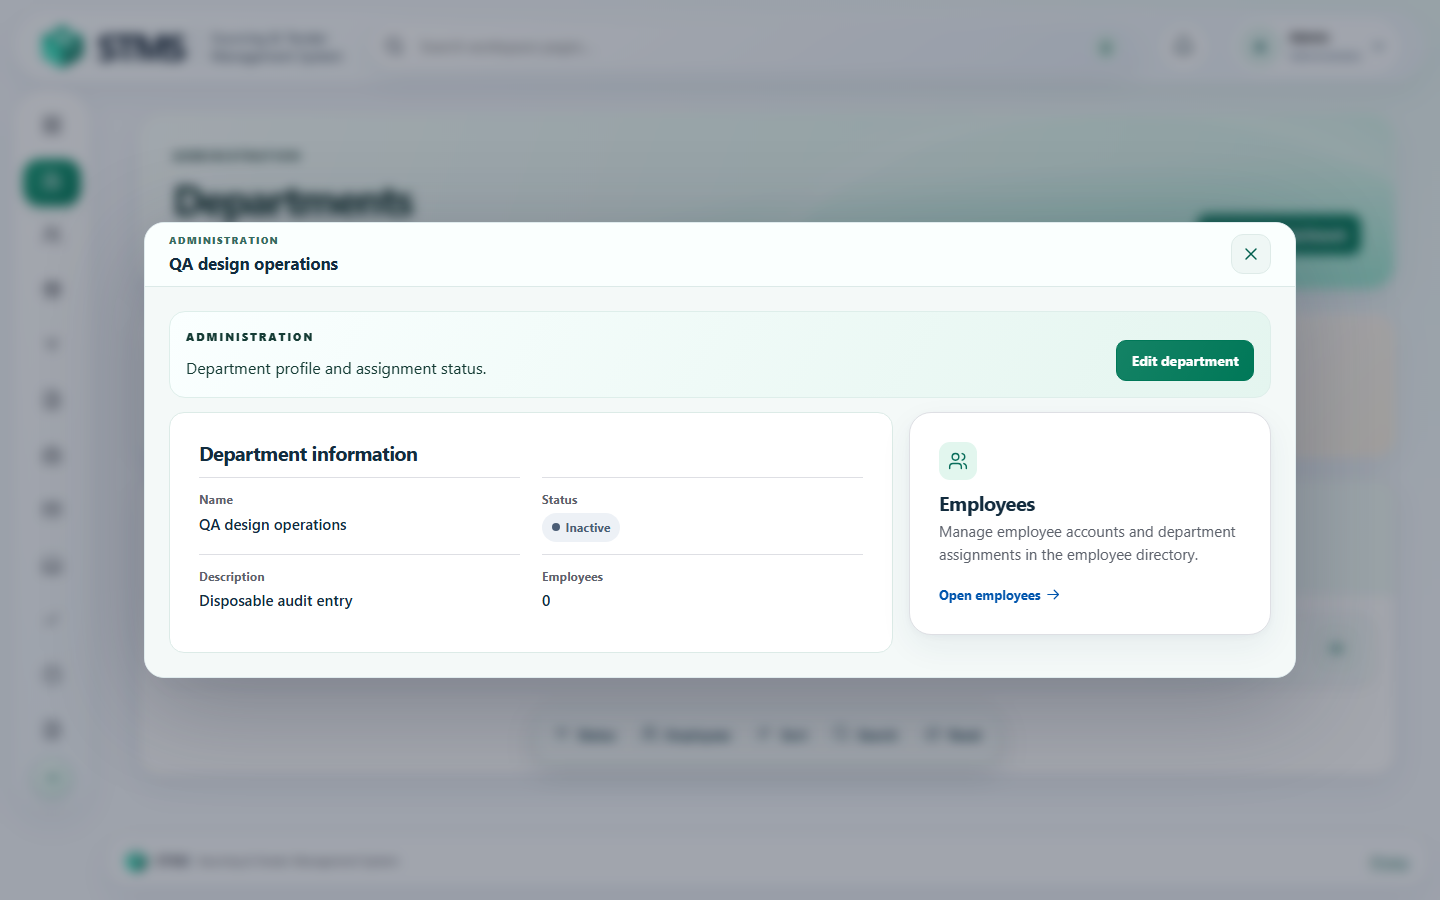 STMS
Departments
ADMINISTRATION
QA design operations
ADMINISTRATION
Department profile and assignment status.
Edit department
Department information
Name
QA design operations
Status
Inactive
Description
Disposable audit entry
Employees
0
Employees
Manage employee accounts and department
assignments in the employee directory.
Open employees